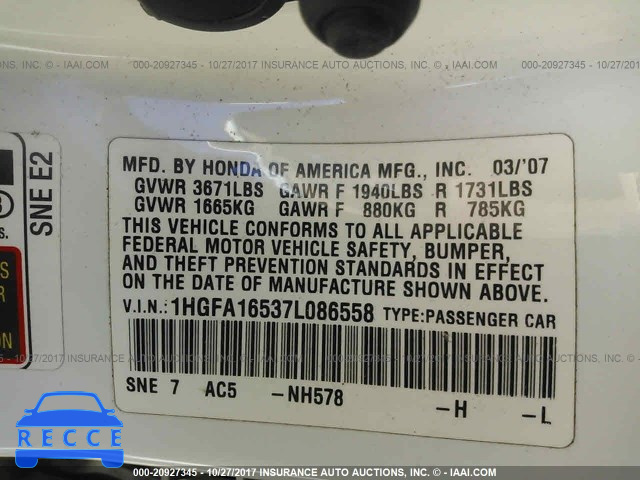 000-20927345 - 10/27/2017 INSURANCE AUTO AUCTIONS, INC. - © IAAI.COM
SNE E2
MFD. BY HONDA OF AMERICA MFG., INC. 03/'07
GVWR 3671LBS GAWR F 1940LBS R 1731LBS
GVWR 1665KG GAWR F 880KG R 785KG
THIS VEHICLE CONFORMS TO ALL APPLICABLE
FEDERAL MOTOR VEHICLE SAFETY, BUMPER,
AND THEFT PREVENTION STANDARDS IN EFFECT
ON THE DATE OF MANUFACTURE SHOWN ABOVE.
V.I.N.: 1HGFA16537L086558 TYPE:PASSENGER CAR
SNE 7 AC5 -NH578 -H -L
RECCE
000-20927345 - 10/27/2017 INSURANCE AUTO AUCTIONS, INC. - © IAAI.COM